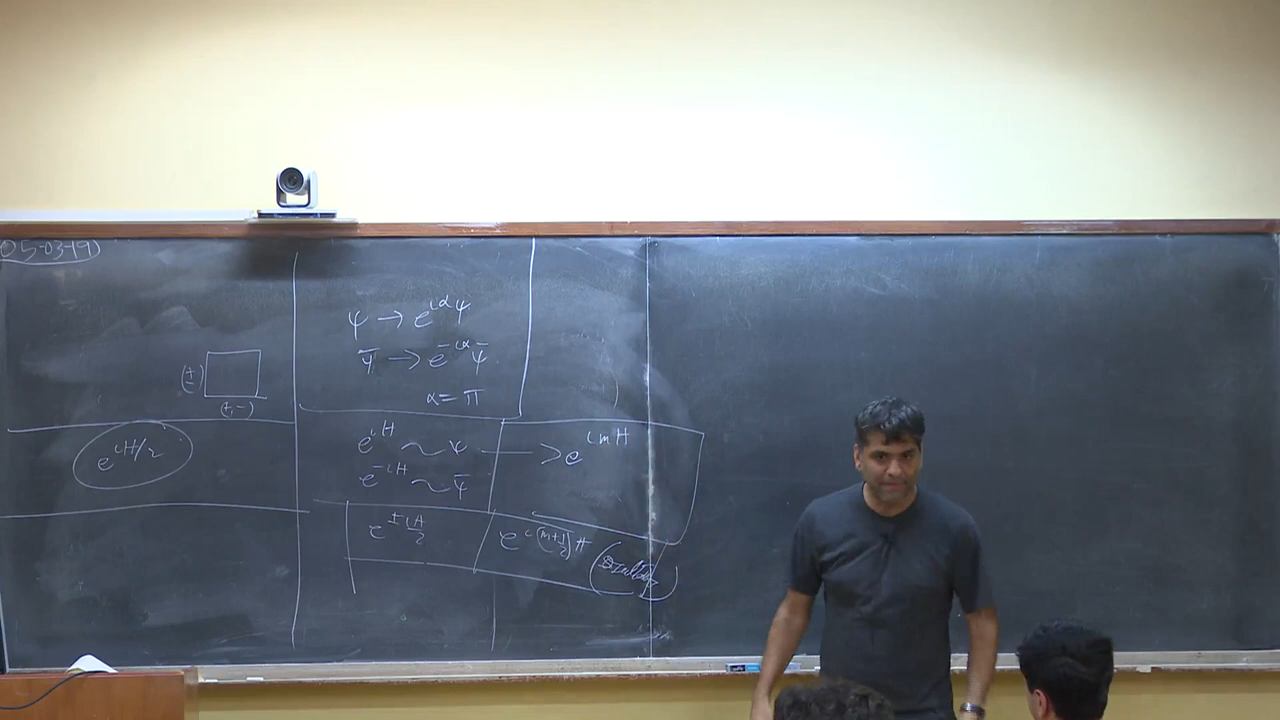 05-03-19
(±)
(+,-)
e^{iH/2}
ψ → e^{iα}ψ
ψ̄ → e^{-iα}ψ̄
α = π
e^{iH} ~ ψ → e^{imH}
e^{-iH} ~ ψ̄
e^{±iH/2}
e^{i(m+1/2)H}